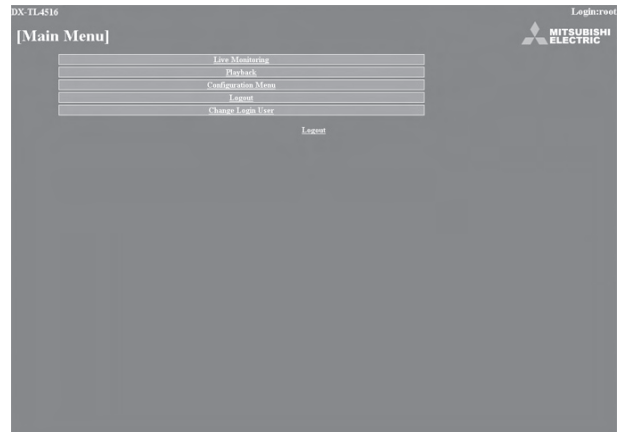 DX-TL4516
Login:root
[Main Menu]
MITSUBISHI
ELECTRIC
Live Monitoring
Playback
Configuration Menu
Logout
Change Login User
Logout